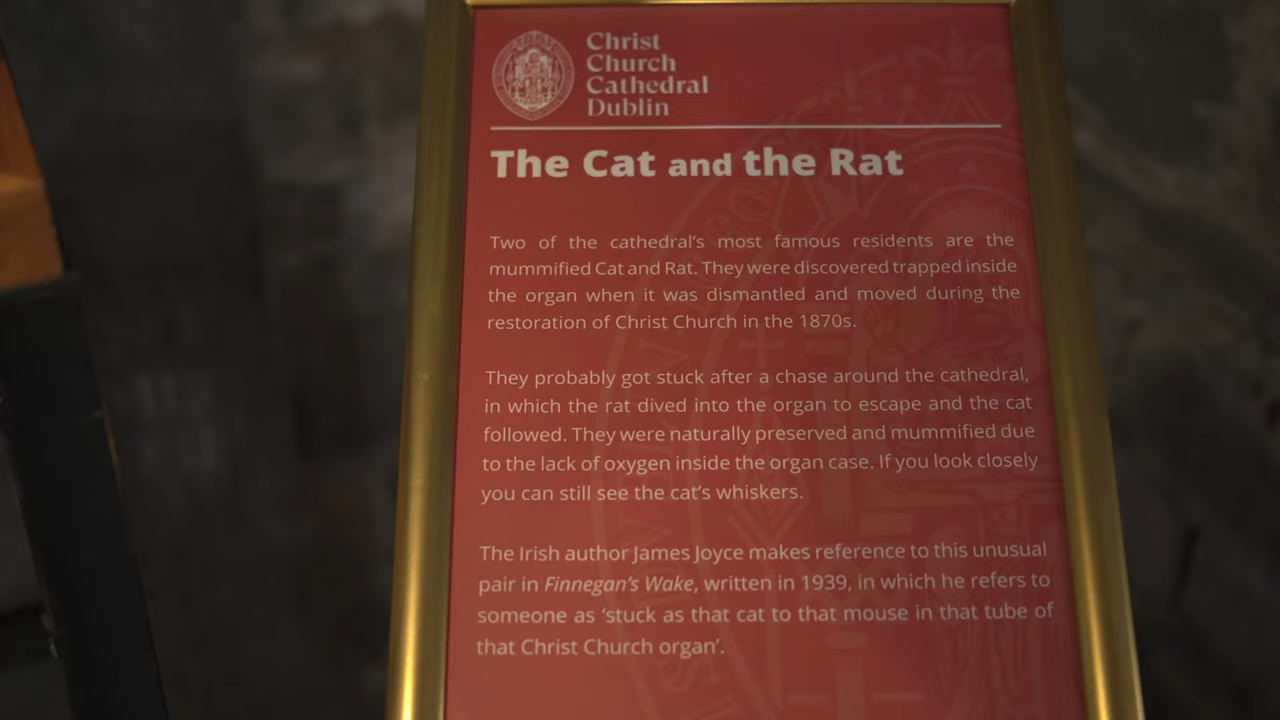 Christ
Church
Cathedral
Dublin
The Cat and the Rat
Two of the cathedral's most famous residents are the
mummified Cat and Rat. They were discovered trapped inside
the organ when it was dismantled and moved during the
restoration of Christ Church in the 1870s.
They probably got stuck after a chase around the cathedral,
in which the rat dived into the organ to escape and the cat
followed. They were naturally preserved and mummified due
to the lack of oxygen inside the organ case. If you look closely
you can still see the cat's whiskers.
The Irish author James Joyce makes reference to this unusual
pair in Finnegan's Wake, written in 1939, in which he refers to
someone as 'stuck as that cat to that mouse in that tube of
that Christ Church organ'.